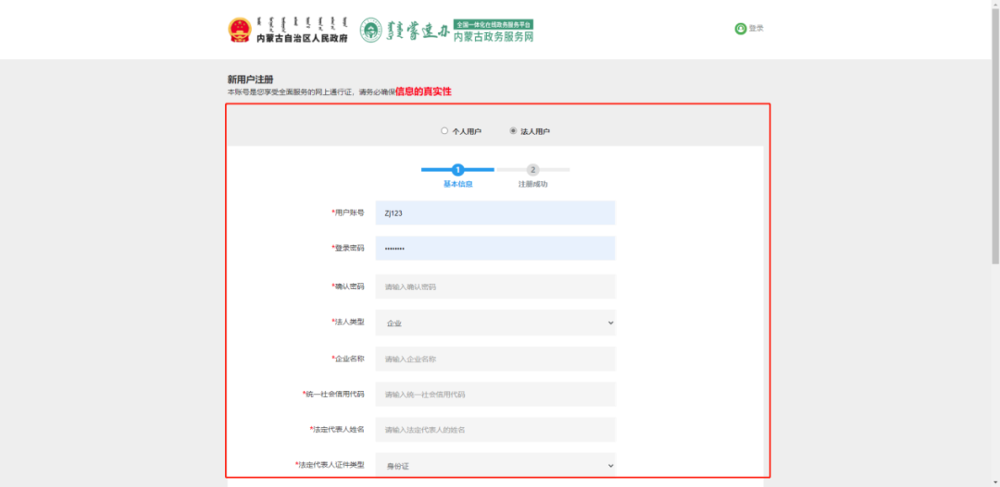 内蒙古自治区人民政府
蒙速办
全国一体化在线政务服务平台
内蒙古政务服务网
登录
新用户注册
本账号是您享受全面服务的网上通行证，请务必确保信息的真实性
个人用户 法人用户
1 2
基本信息 注册成功
*用户账号 Zj123
*登录密码 ••••••••
*确认密码 请输入确认密码
*法人类型 企业
*企业名称 请输入企业名称
*统一社会信用代码 请输入统一社会信用代码
*法定代表人姓名 请输入法定代表人的姓名
*法定代表人证件类型 身份证